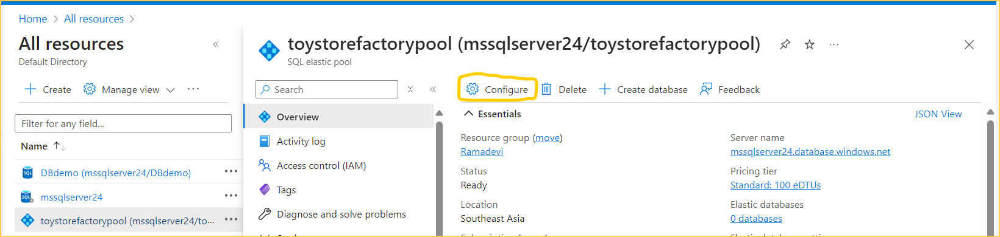 Home > All resources >
All resources
Default Directory
Create Manage view
Filter for any field...
Name
DBdemo (mssqlserver24/DBdemo)
mssqlserver24
toystorefactorypool (mssqlserver24/to...
toystorefactorypool (mssqlserver24/toystorefactorypool)
SQL elastic pool
Search
Overview
Activity log
Access control (IAM)
Tags
Diagnose and solve problems
Configure Delete Create database Feedback
Essentials
JSON View
Resource group (move)
Ramadevi
Status
Ready
Location
Southeast Asia
Server name
mssqlserver24.database.windows.net
Pricing tier
Standard: 100 eDTUs
Elastic databases
0 databases